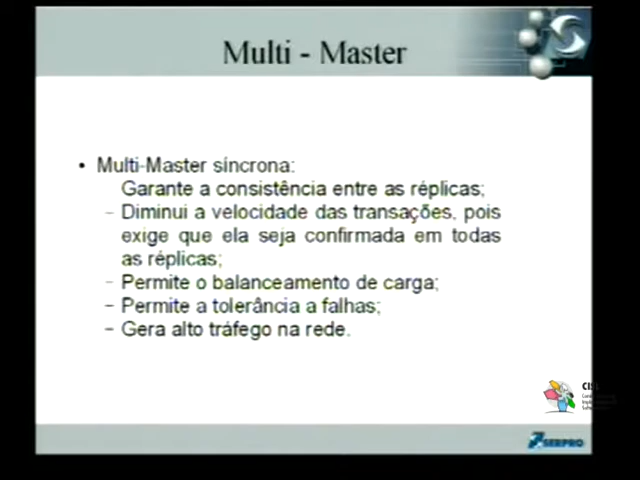 Multi - Master
• Multi-Master síncrona:
Garante a consistência entre as réplicas;
– Diminui a velocidade das transações, pois
exige que ela seja confirmada em todas
as réplicas;
– Permite o balanceamento de carga;
– Permite a tolerância a falhas;
– Gera alto tráfego na rede.
SERPRO